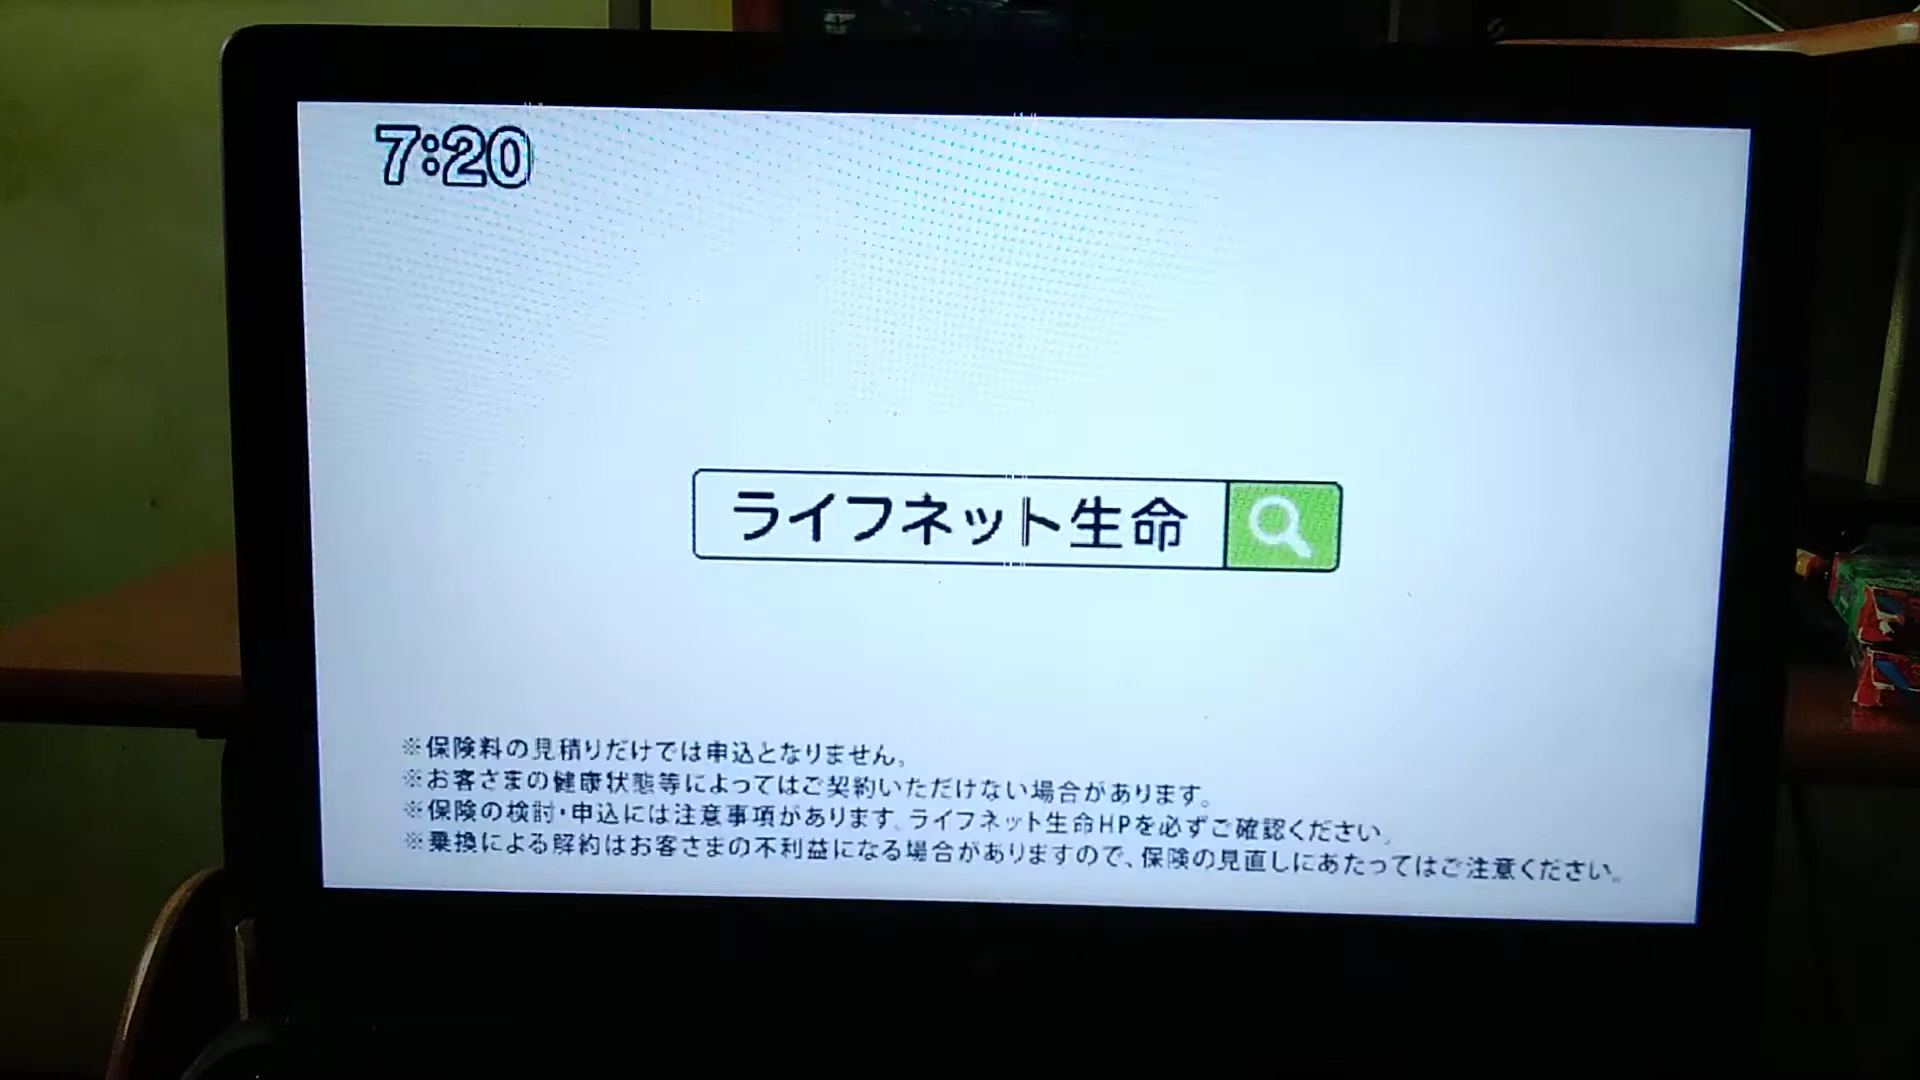 7:20
ライフネット生命
※保険料の見積りだけでは申込となりません。
※お客さまの健康状態等によってはご契約いただけない場合があります。
※保険の検討・申込には注意事項があります。ライフネット生命HPを必ずご確認ください。
※乗換による解約はお客さまの不利益になる場合がありますので、保険の見直しにあたってはご注意ください。